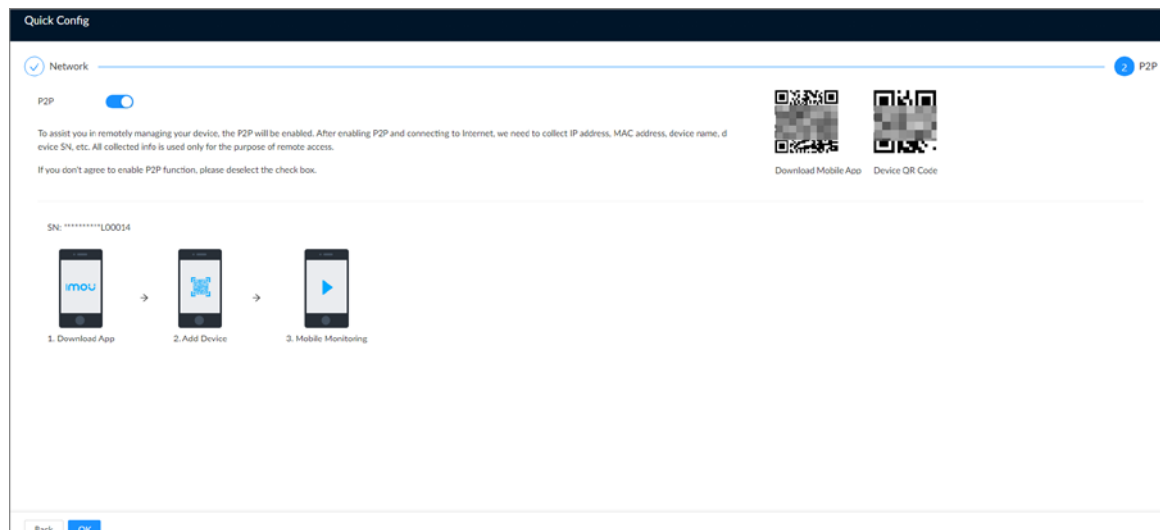 Quick Config
Network
2 P2P
P2P
To assist you in remotely managing your device, the P2P will be enabled. After enabling P2P and connecting to Internet, we need to collect IP address, MAC address, device name, d
evice SN, etc. All collected info is used only for the purpose of remote access.
If you don't agree to enable P2P function, please deselect the check box.
Download Mobile App Device QR Code
SN: **********L00014
imou
1. Download App 2. Add Device 3. Mobile Monitoring
Back OK